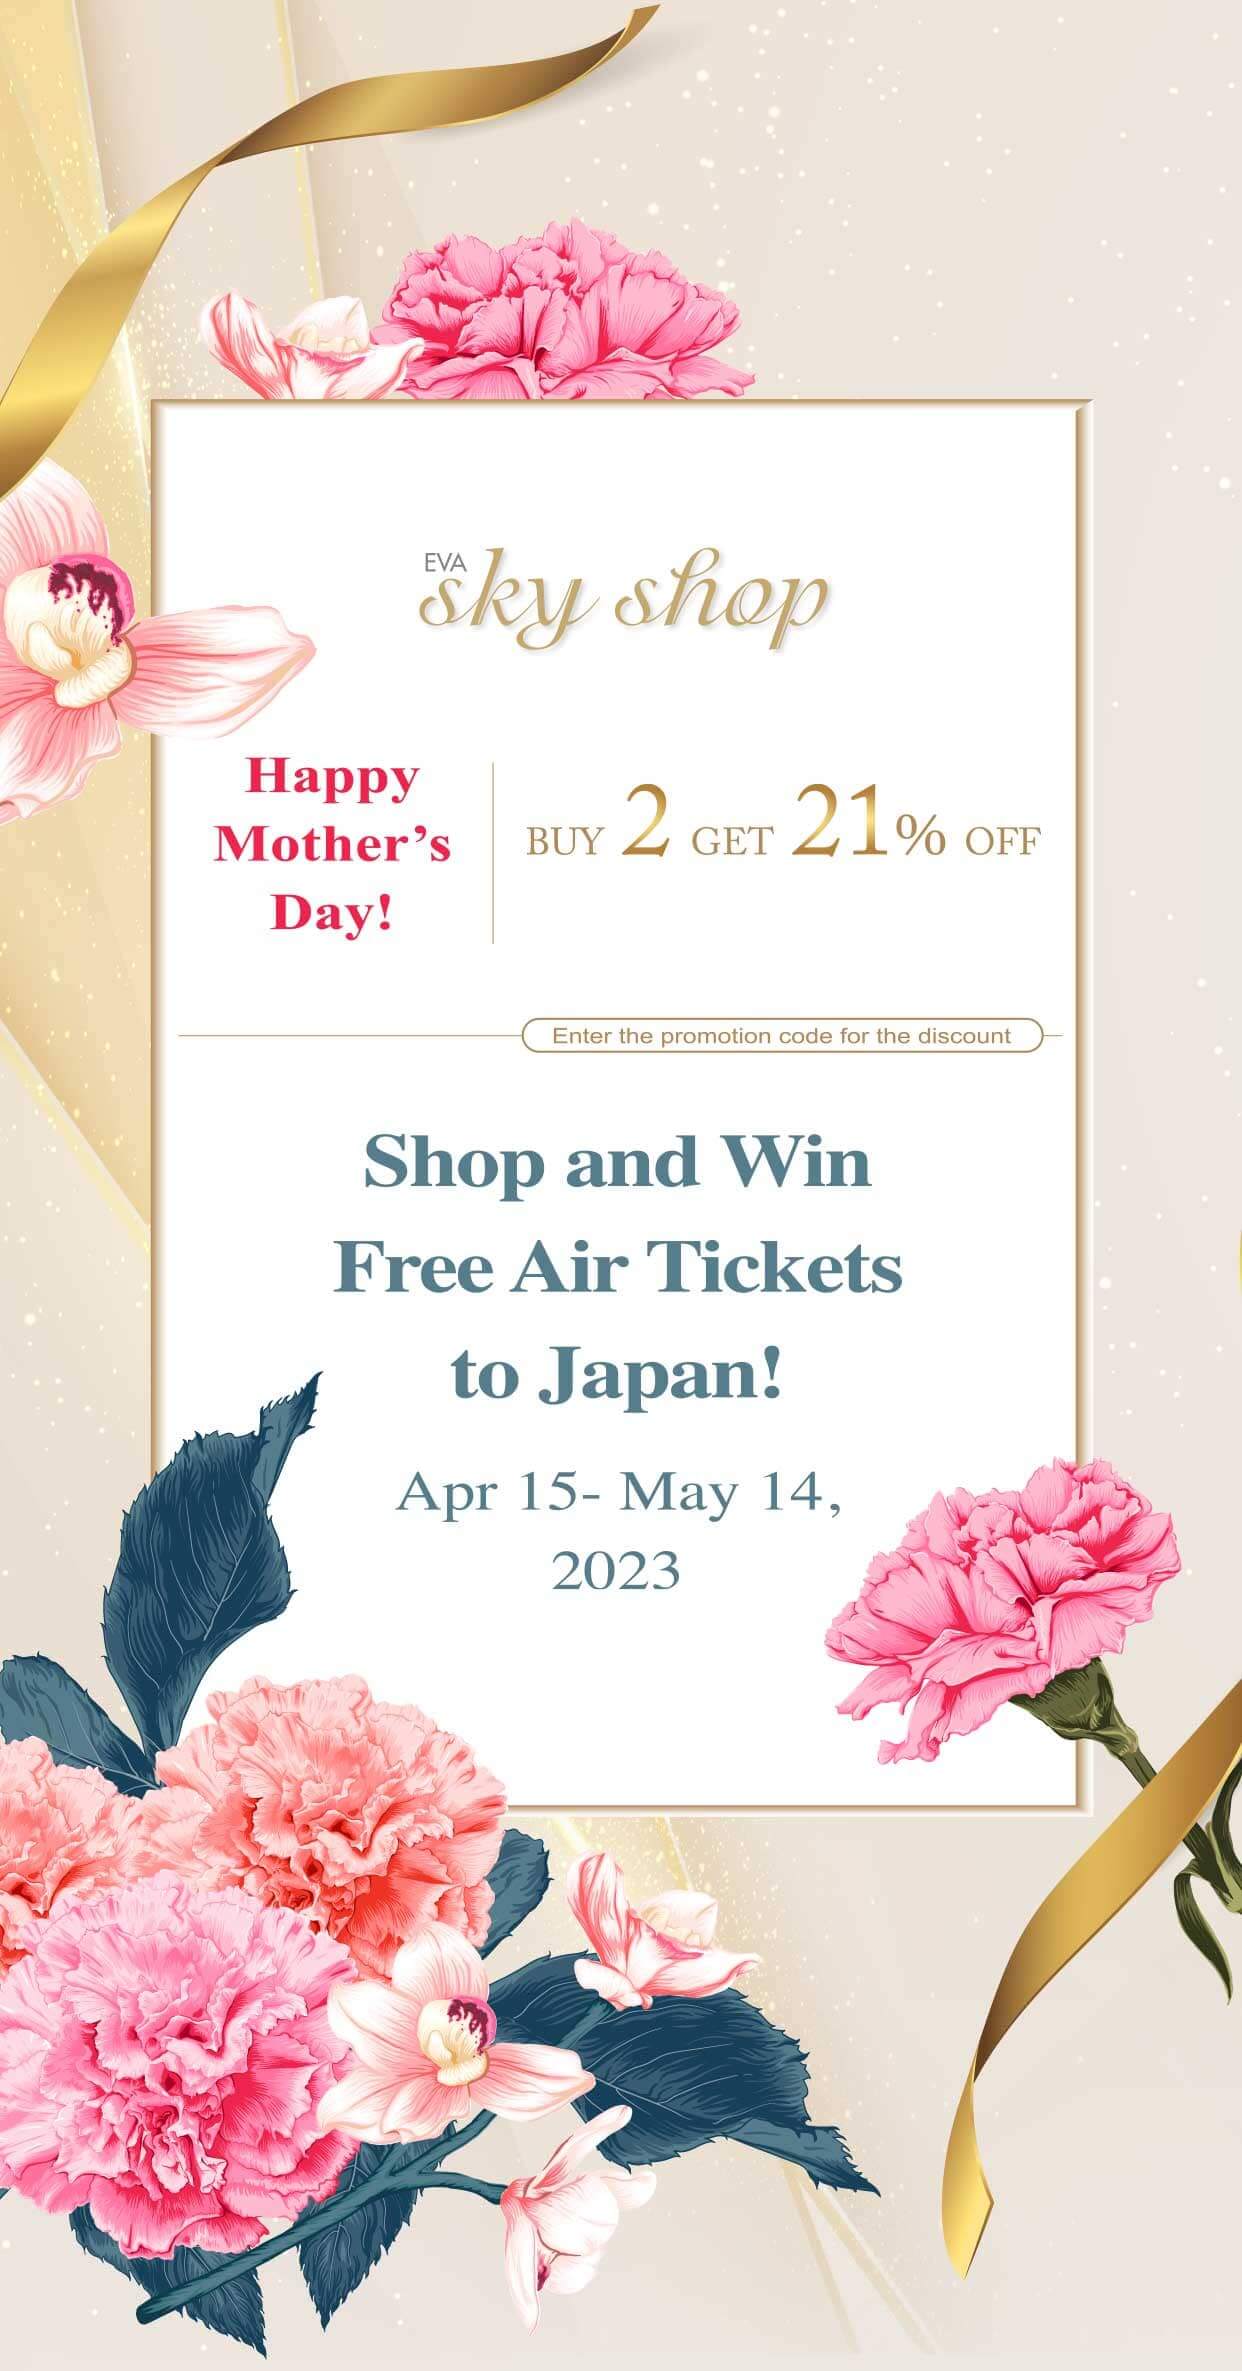 EVA
sky shop
Happy
Mother’s
Day!
BUY 2 GET 21% OFF
Enter the promotion code for the discount
Shop and Win
Free Air Tickets
to Japan!
Apr 15- May 14,
2023